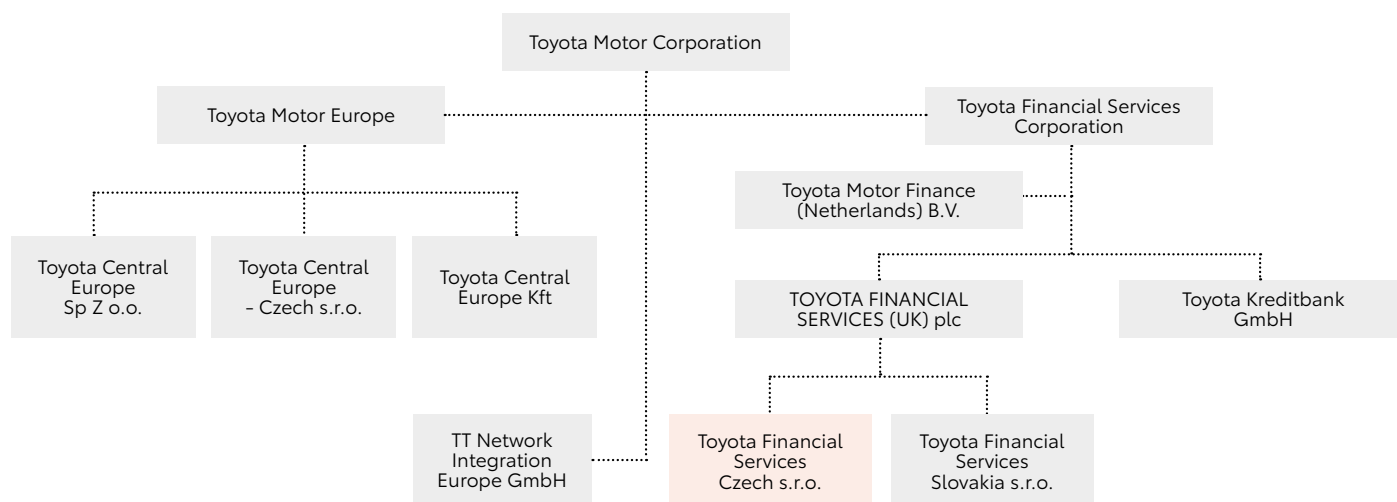 Toyota Motor Corporation
Toyota Motor Europe
Toyota Financial Services
Corporation
Toyota Motor Finance
(Netherlands) B.V.
Toyota Central
Europe
Sp Z o.o.
Toyota Central
Europe
- Czech s.r.o.
Toyota Central
Europe Kft
TOYOTA FINANCIAL
SERVICES (UK) plc
Toyota Kreditbank
GmbH
TT Network
Integration
Europe GmbH
Toyota Financial
Services
Czech s.r.o.
Toyota Financial
Services
Slovakia s.r.o.